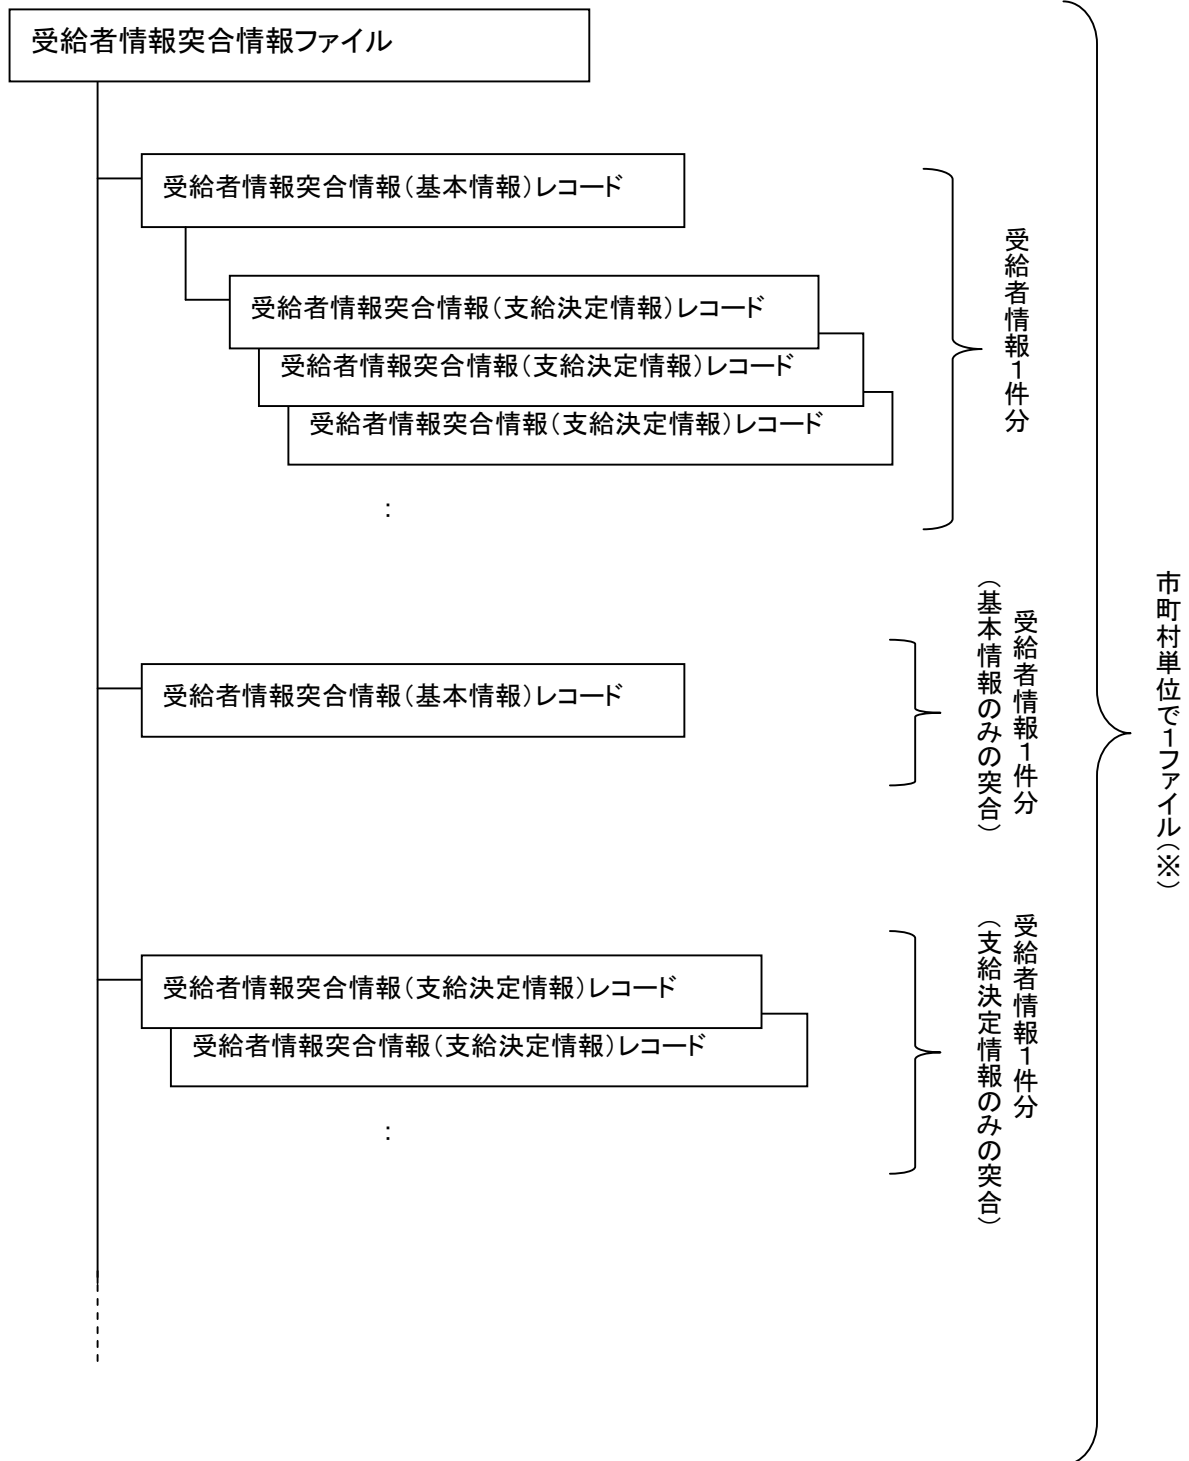 受給者情報突合情報ファイル
受給者情報突合情報（基本情報）レコード
受給者情報突合情報（支給決定情報）レコード
受給者情報突合情報（支給決定情報）レコード
受給者情報突合情報（支給決定情報）レコード
：
受給者情報１件分
受給者情報突合情報（基本情報）レコード
受給者情報１件分
（基本情報のみの突合）
受給者情報突合情報（支給決定情報）レコード
受給者情報突合情報（支給決定情報）レコード
：
受給者情報１件分
（支給決定情報のみの突合）
市町村単位で１ファイル（※）